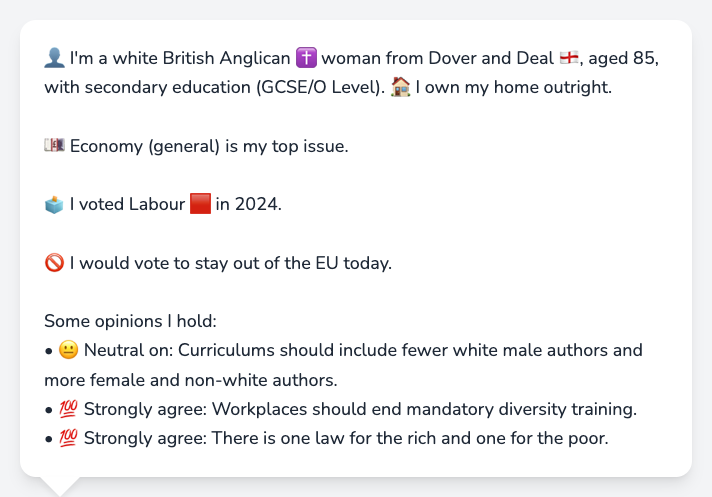 👤 I'm a white British Anglican ✝️ woman from Dover and Deal 🏴󠁧󠁢󠁥󠁮󠁧󠁿, aged 85,
with secondary education (GCSE/O Level). 🏠 I own my home outright.
💷 Economy (general) is my top issue.
🗳️ I voted Labour 🟥 in 2024.
🚫 I would vote to stay out of the EU today.
Some opinions I hold:
• 😐 Neutral on: Curriculums should include fewer white male authors and
more female and non-white authors.
• 💯 Strongly agree: Workplaces should end mandatory diversity training.
• 💯 Strongly agree: There is one law for the rich and one for the poor.